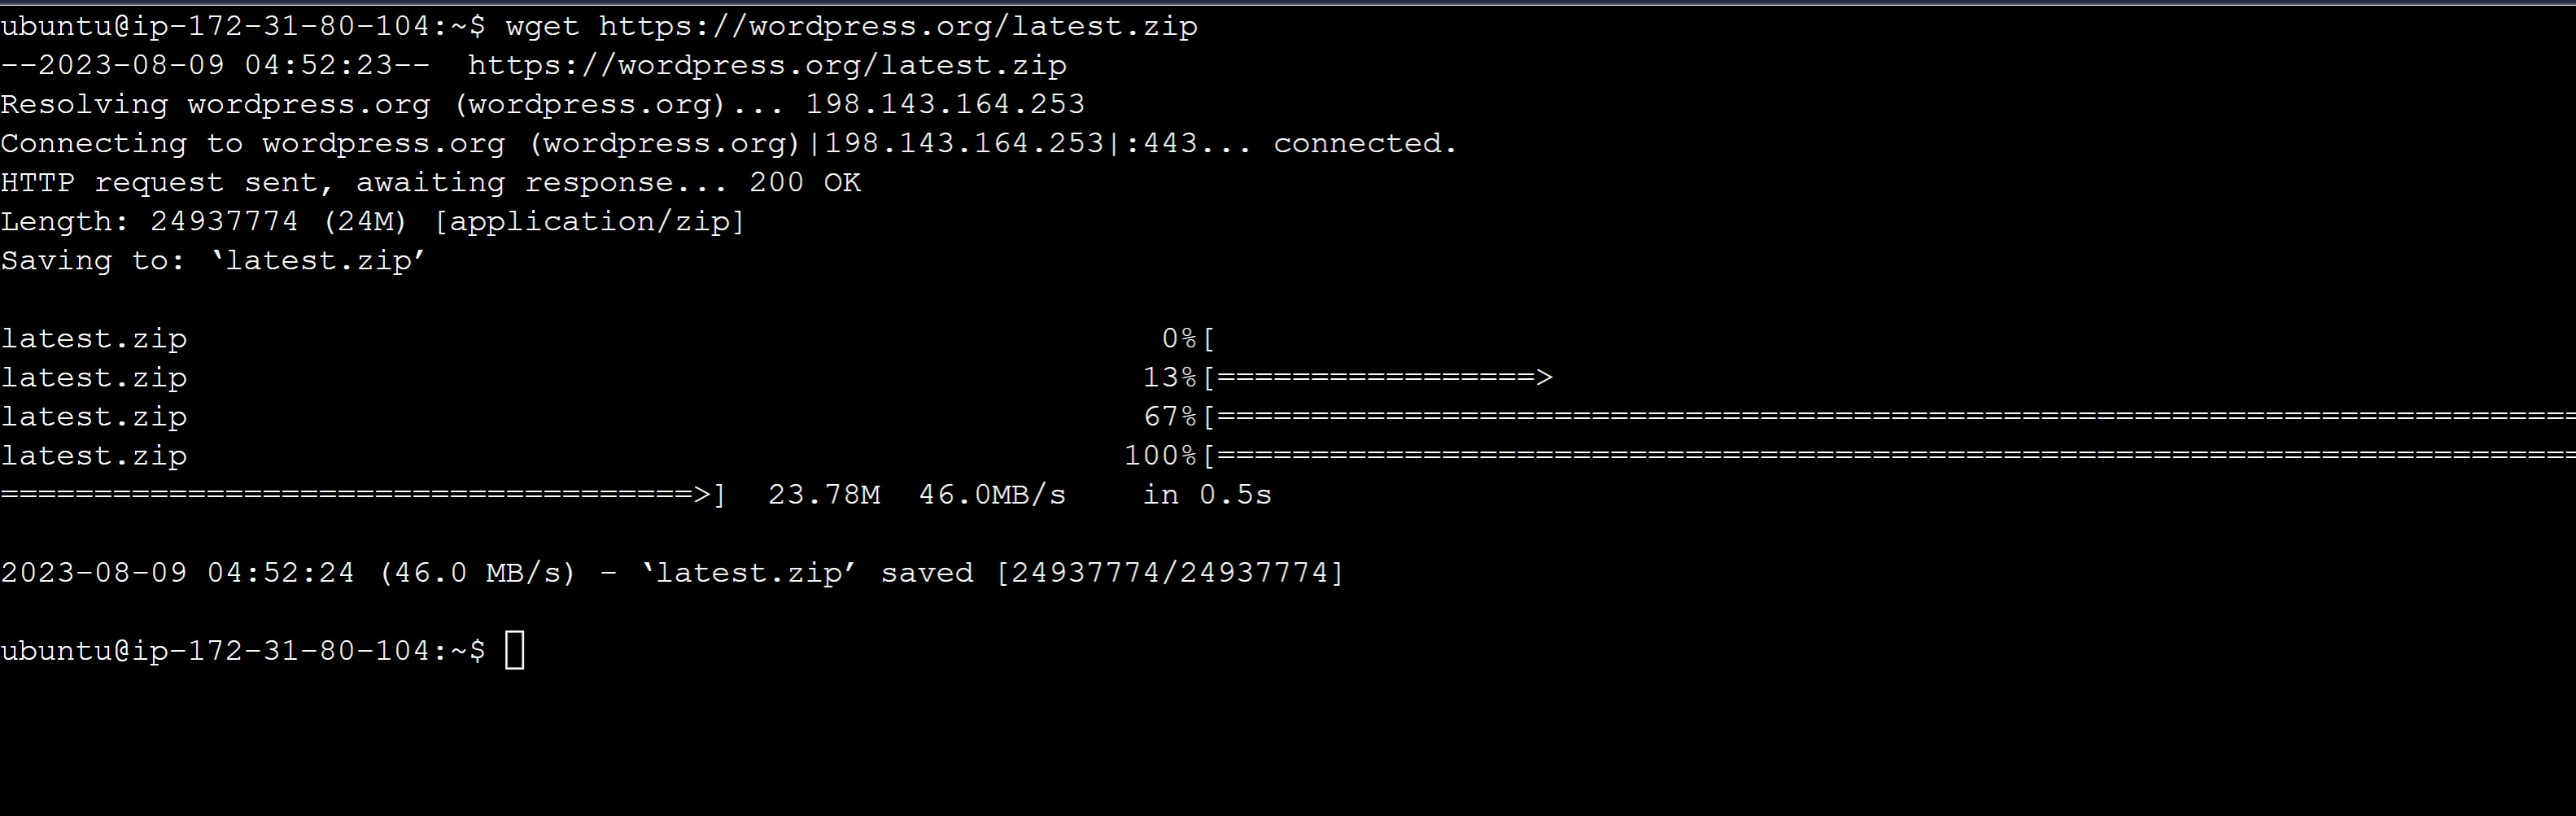 ubuntu@ip-172-31-80-104:~$ wget https://wordpress.org/latest.zip
--2023-08-09 04:52:23--  https://wordpress.org/latest.zip
Resolving wordpress.org (wordpress.org)... 198.143.164.253
Connecting to wordpress.org (wordpress.org)|198.143.164.253|:443... connected.
HTTP request sent, awaiting response... 200 OK
Length: 24937774 (24M) [application/zip]
Saving to: ‘latest.zip’
latest.zip 0%[
latest.zip 13%[=================>
latest.zip 67%[=========================================================================
latest.zip 100%[=========================================================================
=====================================>] 23.78M 46.0MB/s in 0.5s
2023-08-09 04:52:24 (46.0 MB/s) - ‘latest.zip’ saved [24937774/24937774]
ubuntu@ip-172-31-80-104:~$